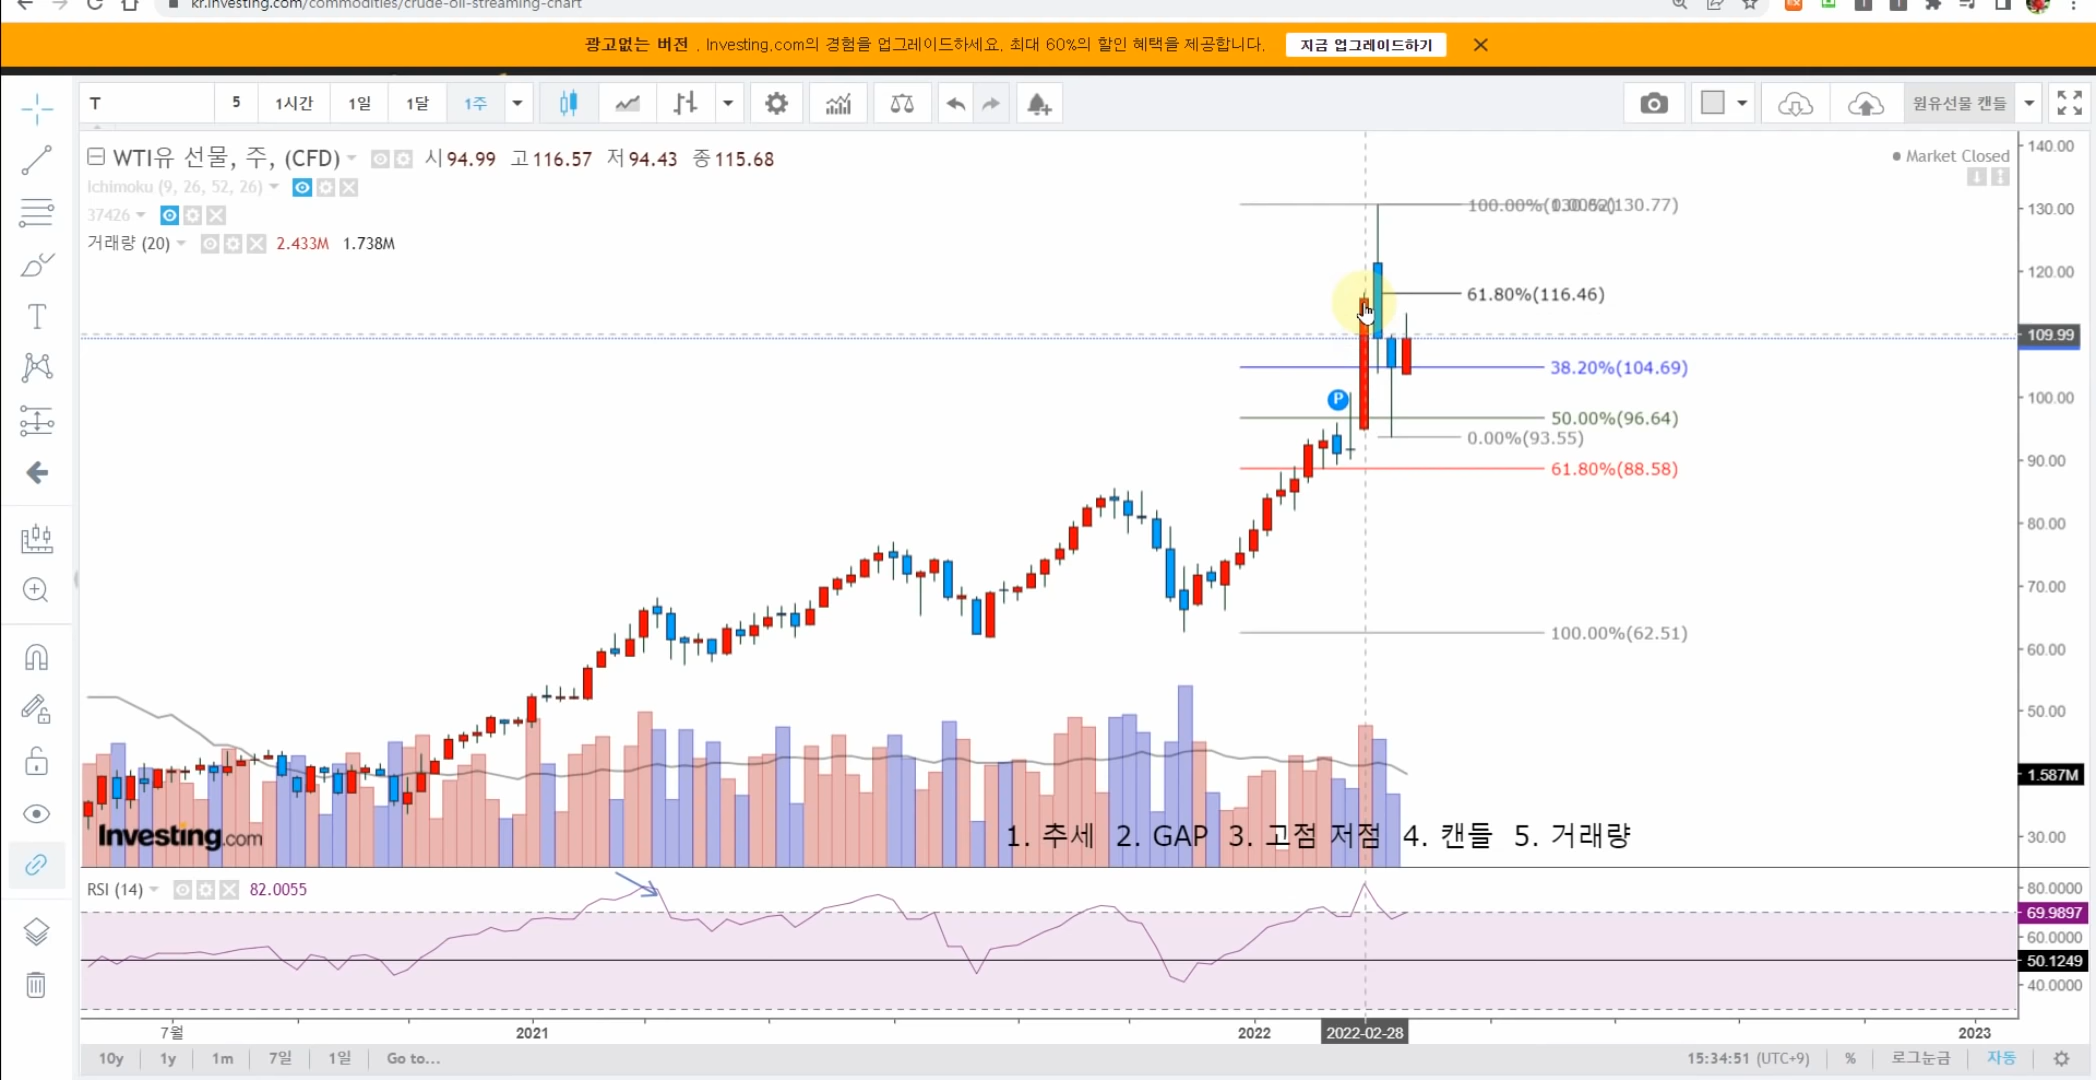 kr.investing.com/commodities/crude-oil-streaming-chart
광고없는 버전 . Investing.com의 경험을 업그레이드하세요. 최대 60%의 할인 혜택을 제공합니다. 지금 업그레이드하기
T 5 1시간 1일 1달 1주 원유선물 캔들
WTI유 선물, 주, (CFD) 시94.99 고116.57 저94.43 종115.68
Market Closed
Ichimoku (9, 26, 52, 26)
37426
거래량 (20) 2.433M 1.738M
140.00
130.00
120.00
109.99
100.00
90.00
80.00
70.00
60.00
50.00
1.587M
30.00
61.80%(116.46)
38.20%(104.69)
P
50.00%(96.64)
0.00%(93.55)
61.80%(88.58)
100.00%(62.51)
Investing.com
1. 추세 2. GAP 3. 고점 저점 4. 캔들 5. 거래량
RSI (14) 82.0055
80.0000
69.9897
60.0000
50.1249
40.0000
7월 2021 2022 2022-02-28 2023
10y 1y 1m 7일 1일 Go to... 15:34:51 (UTC+9) % 로그눈금 자동